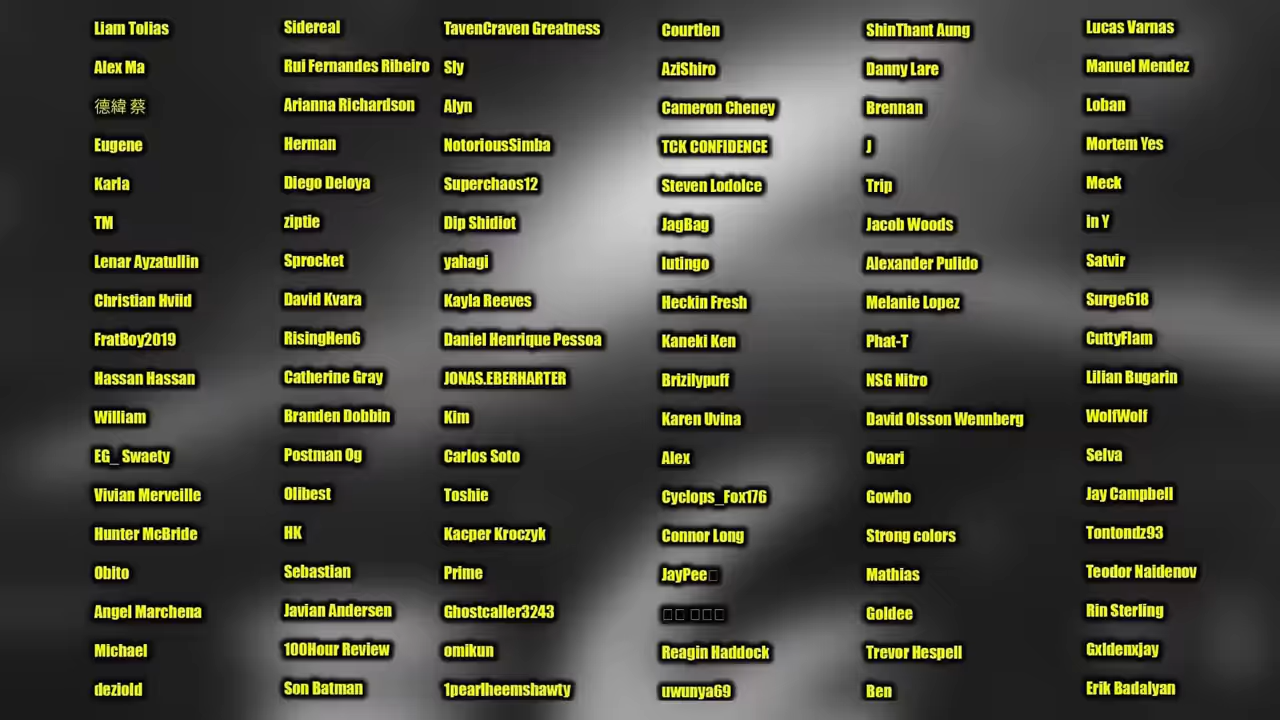 Liam Tolias
Alex Ma
德緯 蔡
Eugene
Karla
TM
Lenar Ayzatullin
Christian Hviid
FratBoy2019
Hassan Hassan
William
EG_ Swaety
Vivian Merveille
Hunter McBride
Obito
Angel Marchena
Michael
deziold
Sidereal
Rui Fernandes Ribeiro
Arianna Richardson
Herman
Diego Deloya
ziptie
Sprocket
David Kvara
RisingHen6
Catherine Gray
Branden Dobbin
Postman Og
Olibest
HK
Sebastian
Javian Andersen
100Hour Review
Son Batman
TavenCraven Greatness
Sly
Alyn
NotoriousSimba
Superchaos12
Dip Shidiot
yahagi
Kayla Reeves
Daniel Henrique Pessoa
JONAS.EBERHARTER
Kim
Carlos Soto
Toshie
Kacper Kroczyk
Prime
Ghostcaller3243
omikun
1pearlheemshawty
Courtlen
AziShiro
Cameron Cheney
TCK CONFIDENCE
Steven Lodolce
JagBag
lutingo
Heckin Fresh
Kaneki Ken
Brizilypuff
Karen Uvina
Alex
Cyclops_Fox176
Connor Long
JayPee
Reagin Haddock
uwunya69
ShinThant Aung
Danny Lare
Brennan
J
Trip
Jacob Woods
Alexander Pulido
Melanie Lopez
Phat-T
NSG Nitro
David Olsson Wennberg
Owari
Gowho
Strong colors
Mathias
Goldee
Trevor Hespell
Ben
Lucas Varnas
Manuel Mendez
Loban
Mortem Yes
Meck
in Y
Satvir
Surge618
CuttyFlam
Lilian Bugarin
WolfWolf
Selva
Jay Campbell
Tontondz93
Teodor Naidenov
Rin Sterling
Gxldenxjay
Erik Badalyan